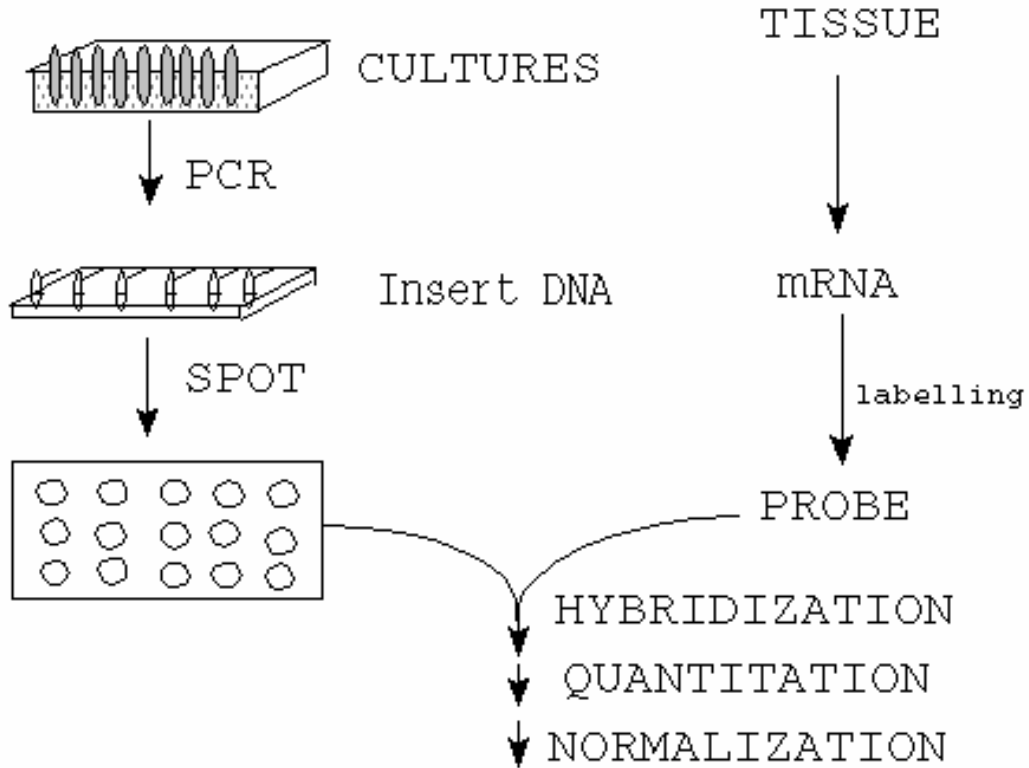 TISSUE
CULTURES
PCR
Insert DNA
mRNA
SPOT
labelling
PROBE
HYBRIDIZATION
QUANTITATION
NORMALIZATION